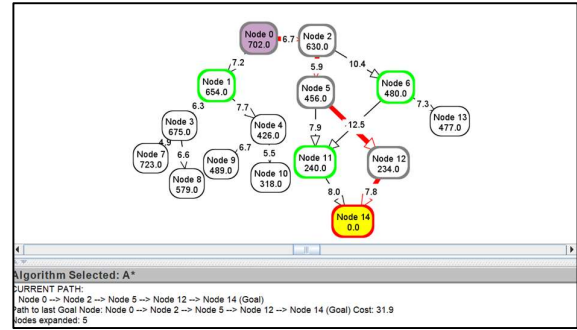 Node 0
702.0
6.7
Node 2
630.0
7.2
5.9
10.4
Node 1
654.0
Node 5
456.0
Node 6
480.0
6.3
7.7
7.3
Node 3
675.0
Node 4
426.0
7.9
12.5
Node 13
477.0
4.9
6.6
6.7
5.5
Node 7
723.0
Node 8
579.0
Node 9
489.0
Node 10
318.0
Node 11
240.0
Node 12
234.0
8.0
7.8
Node 14
0.0
Algorithm Selected: A*
CURRENT PATH:
Node 0 --> Node 2 --> Node 5 --> Node 12 --> Node 14 (Goal)
Path to last Goal Node: Node 0 --> Node 2 --> Node 5 --> Node 12 --> Node 14 (Goal) Cost: 31.9
Nodes expanded: 5